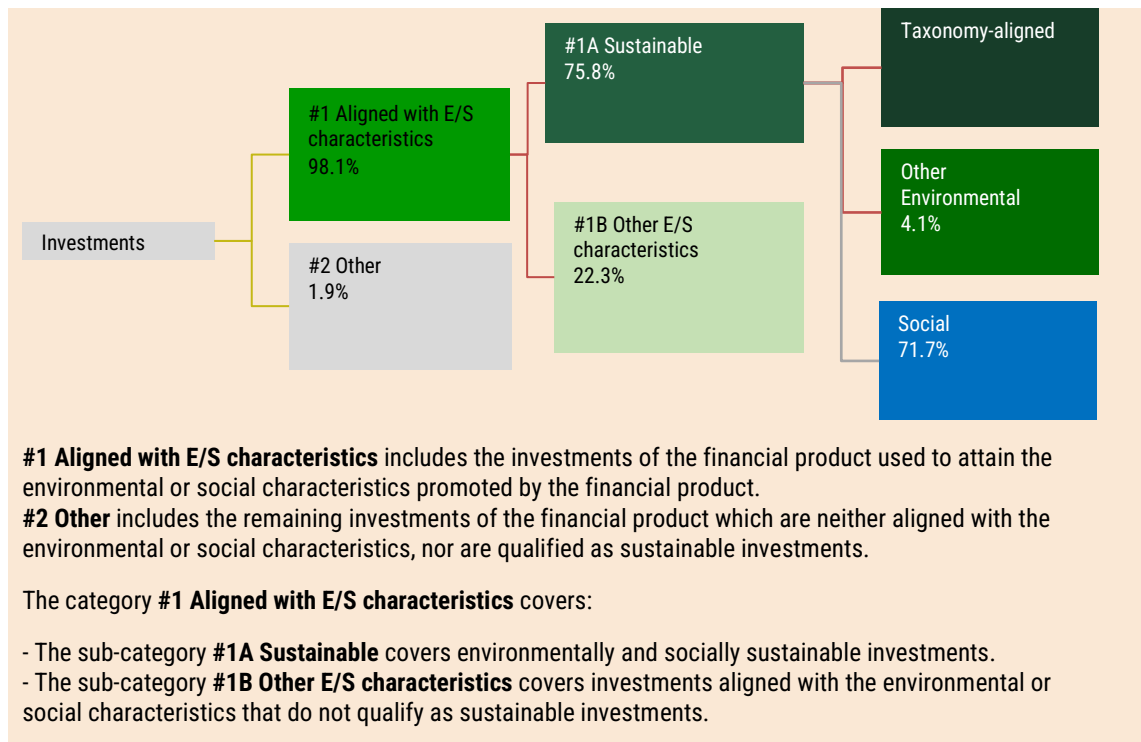 Investments
#1 Aligned with E/S
characteristics
98.1%
#2 Other
1.9%
#1A Sustainable
75.8%
#1B Other E/S
characteristics
22.3%
Taxonomy-aligned
Other
Environmental
4.1%
Social
71.7%
#1 Aligned with E/S characteristics includes the investments of the financial product used to attain the
environmental or social characteristics promoted by the financial product.
#2 Other includes the remaining investments of the financial product which are neither aligned with the
environmental or social characteristics, nor are qualified as sustainable investments.
The category #1 Aligned with E/S characteristics covers:
- The sub-category #1A Sustainable covers environmentally and socially sustainable investments.
- The sub-category #1B Other E/S characteristics covers investments aligned with the environmental or
social characteristics that do not qualify as sustainable investments.